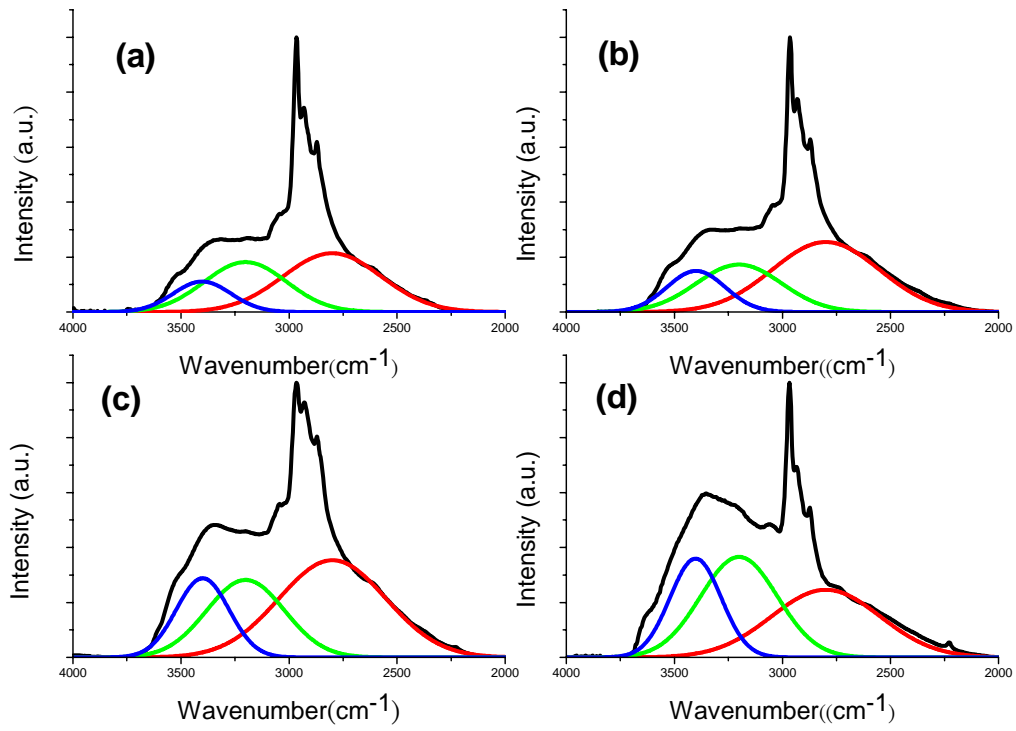 (a)
Intensity (a.u.)
4000 3500 3000 2500 2000
Wavenumber(cm-1)
(b)
Intensity (a.u.)
4000 3500 3000 2500 2000
Wavenumber((cm-1)
(c)
Intensity (a.u.)
4000 3500 3000 2500 2000
Wavenumber(cm-1)
(d)
Intensity (a.u.)
4000 3500 3000 2500 2000
Wavenumber((cm-1)